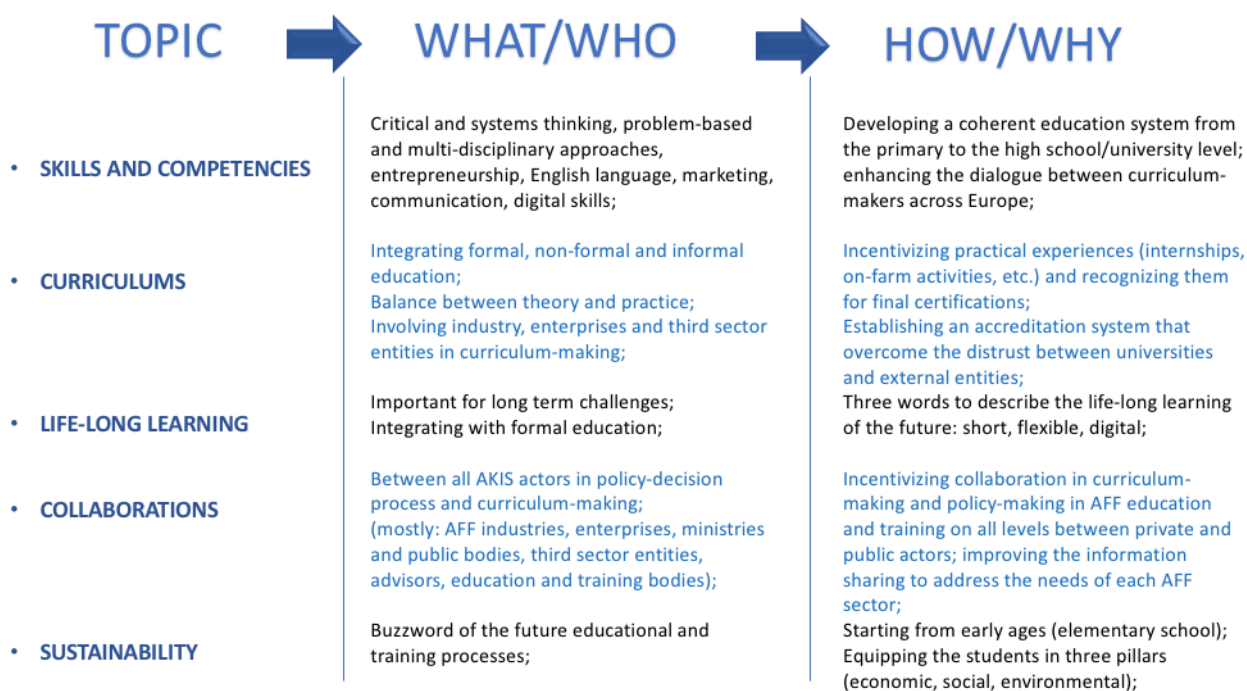 TOPIC
WHAT/WHO
HOW/WHY
• SKILLS AND COMPETENCIES
Critical and systems thinking, problem-based
and multi-disciplinary approaches,
entrepreneurship, English language, marketing,
communication, digital skills;
Developing a coherent education system from
the primary to the high school/university level;
enhancing the dialogue between curriculum-
makers across Europe;
• CURRICULUMS
Integrating formal, non-formal and informal
education;
Balance between theory and practice;
Involving industry, enterprises and third sector
entities in curriculum-making;
Incentivizing practical experiences (internships,
on-farm activities, etc.) and recognizing them
for final certifications;
Establishing an accreditation system that
overcome the distrust between universities
and external entities;
• LIFE-LONG LEARNING
Important for long term challenges;
Integrating with formal education;
Three words to describe the life-long learning
of the future: short, flexible, digital;
• COLLABORATIONS
Between all AKIS actors in policy-decision
process and curriculum-making;
(mostly: AFF industries, enterprises, ministries
and public bodies, third sector entities,
advisors, education and training bodies);
Incentivizing collaboration in curriculum-
making and policy-making in AFF education
and training on all levels between private and
public actors; improving the information
sharing to address the needs of each AFF
sector;
• SUSTAINABILITY
Buzzword of the future educational and
training processes;
Starting from early ages (elementary school);
Equipping the students in three pillars
(economic, social, environmental);